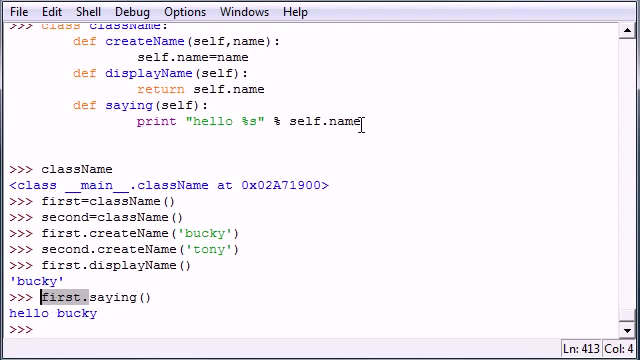 File Edit Shell Debug Options Windows Help
>>> class className:
def createName(self,name):
self.name=name
def displayName(self):
return self.name
def saying(self):
print "hello %s" % self.name
>>> className
<class __main__.className at 0x02A71900>
>>> first=className()
>>> second=className()
>>> first.createName('bucky')
>>> second.createName('tony')
>>> first.displayName()
'bucky'
>>> first.saying()
hello bucky
>>>
Ln: 413 Col: 4